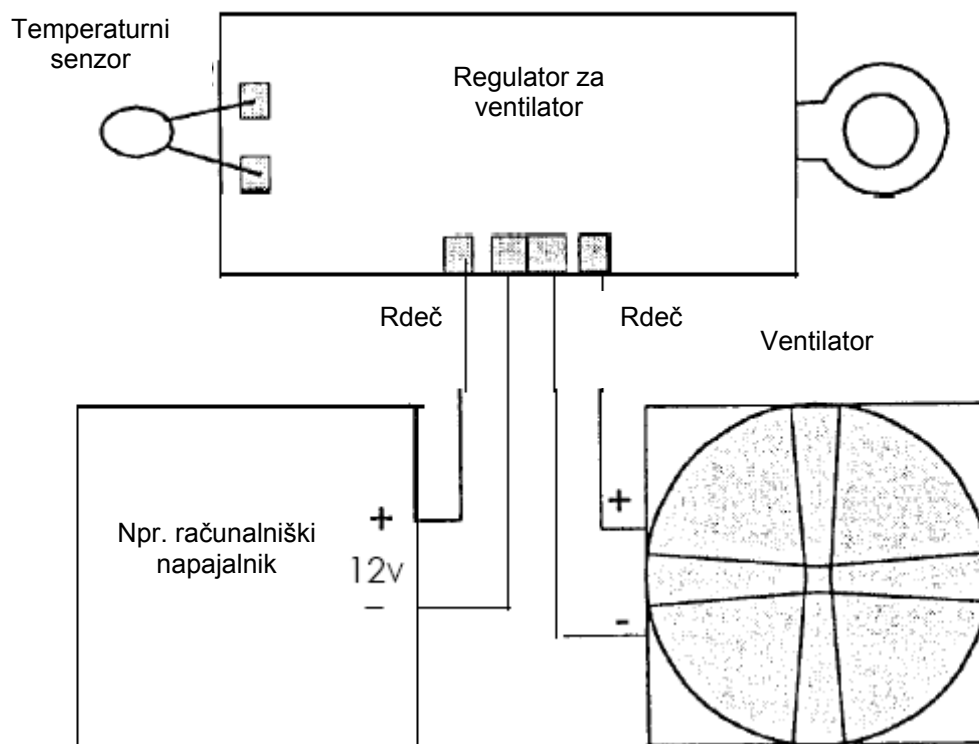 Temperaturni
senzor
Regulator za
ventilator
Rdeč
Rdeč
Ventilator
Npr. računalniški
napajalnik
+
12v
–
+
-